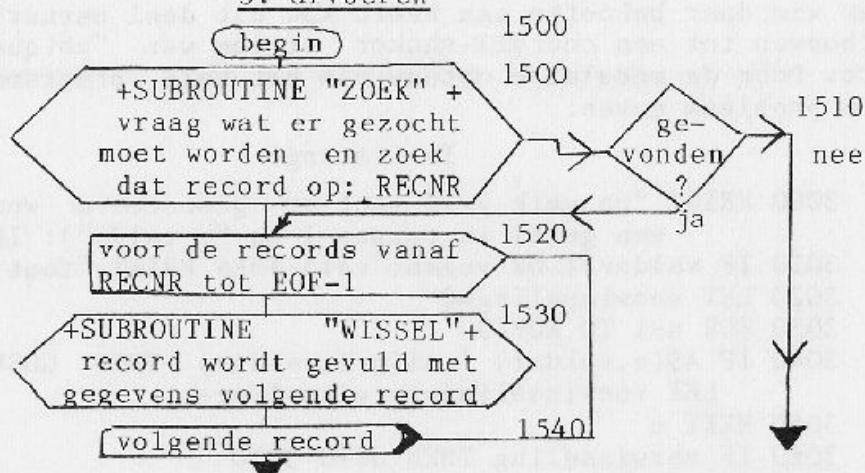 begin 1500
+SUBROUTINE "ZOEK" + 1500
vraag wat er gezocht
moet worden en zoek
dat record op: RECNR
ge-
vonden
?
1510
nee
ja
1520
voor de records vanaf
RECNR tot EOF-1
1530
+SUBROUTINE "WISSEL"+
record wordt gevuld met
gegevens volgende record
volgende record 1540